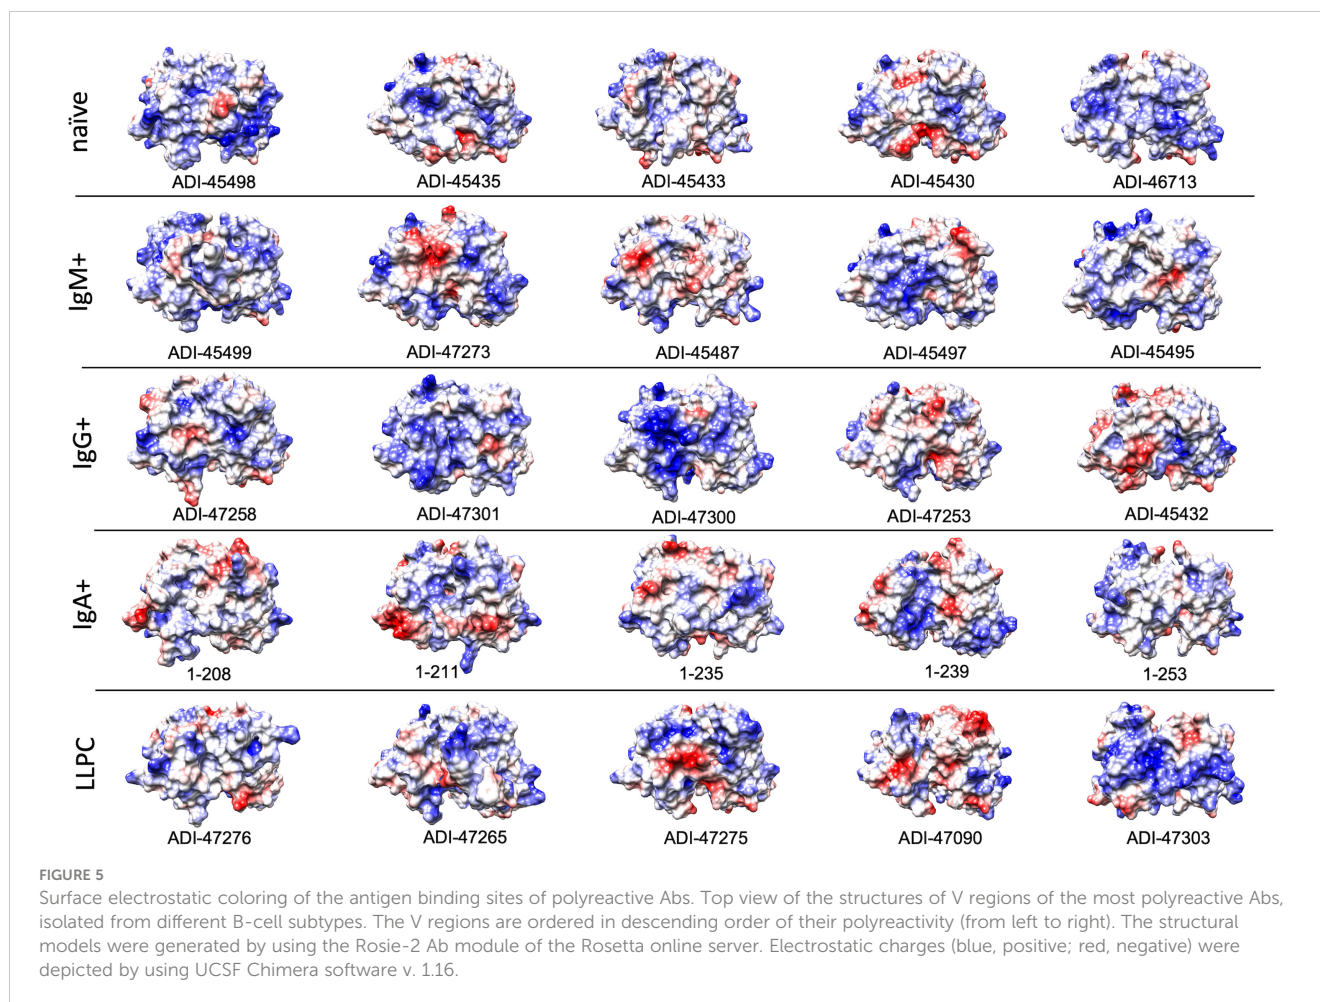 naïve
ADI-45498 ADI-45435 ADI-45433 ADI-45430 ADI-46713
IgM+
ADI-45499 ADI-47273 ADI-45487 ADI-45497 ADI-45495
IgG+
ADI-47258 ADI-47301 ADI-47300 ADI-47253 ADI-45432
IgA+
1-208 1-211 1-235 1-239 1-253
LLPC
ADI-47276 ADI-47265 ADI-47275 ADI-47090 ADI-47303
FIGURE 5
Surface electrostatic coloring of the antigen binding sites of polyreactive Abs. Top view of the structures of V regions of the most polyreactive Abs,
isolated from different B-cell subtypes. The V regions are ordered in descending order of their polyreactivity (from left to right). The structural
models were generated by using the Rosie-2 Ab module of the Rosetta online server. Electrostatic charges (blue, positive; red, negative) were
depicted by using UCSF Chimera software v. 1.16.